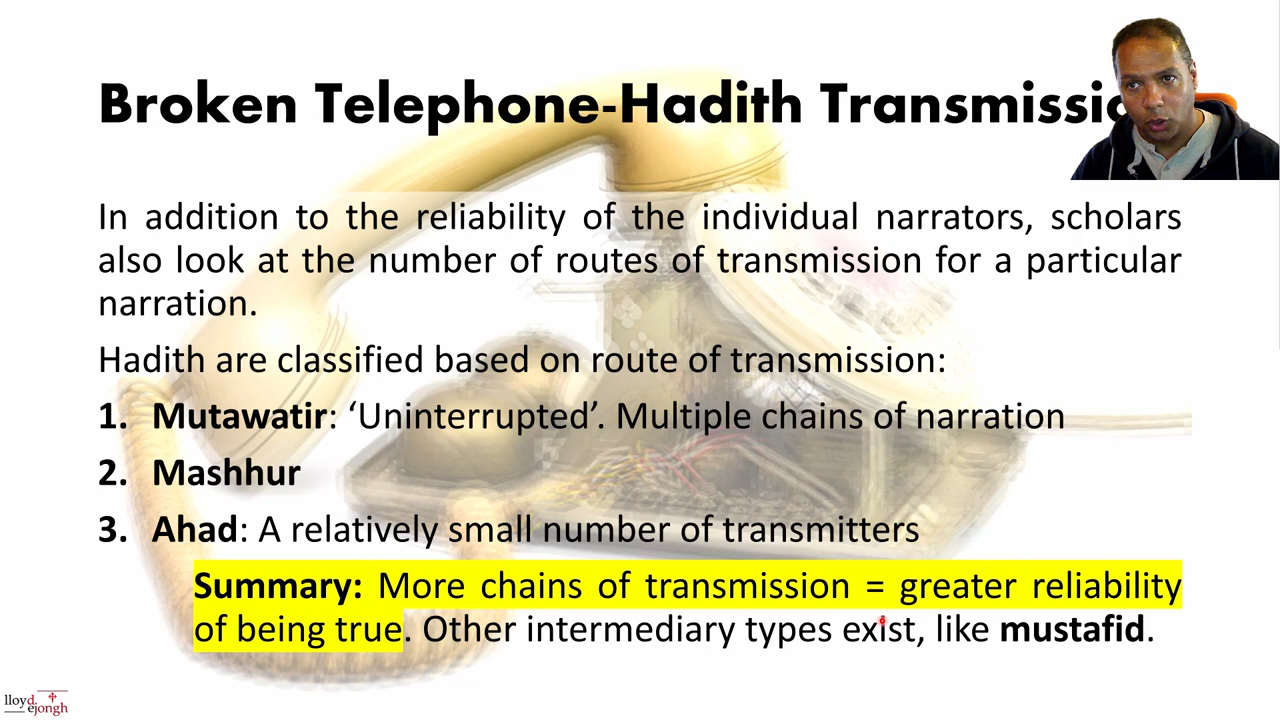 Broken Telephone-Hadith Transmissio
In addition to the reliability of the individual narrators, scholars
also look at the number of routes of transmission for a particular
narration.
Hadith are classified based on route of transmission:
1. Mutawatir: ‘Uninterrupted’. Multiple chains of narration
2. Mashhur
3. Ahad: A relatively small number of transmitters
Summary: More chains of transmission = greater reliability
of being true. Other intermediary types exist, like mustafid.
lloyd
ejongh